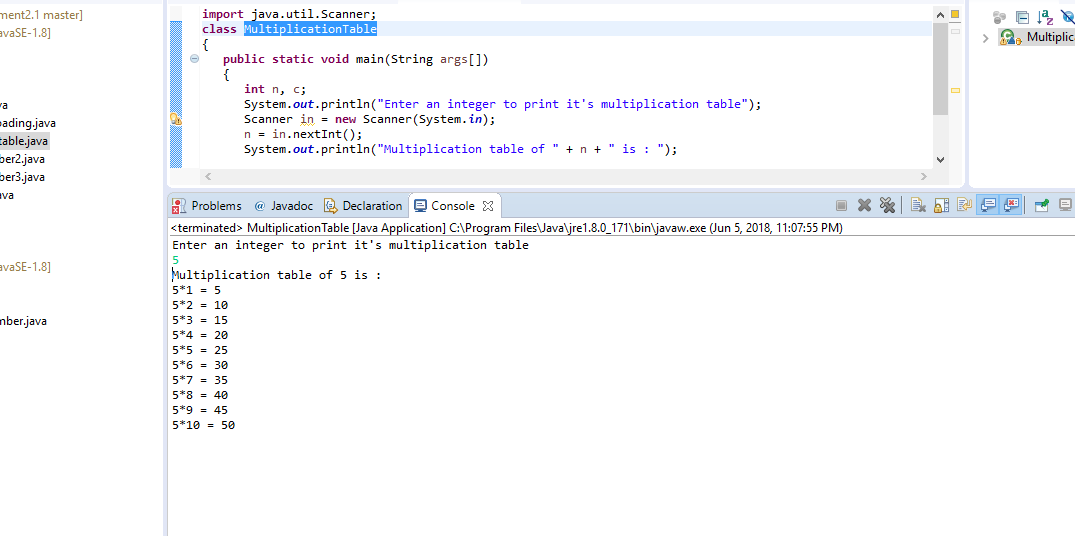 ment2.1 master]
avaSE-1.8]
va
oading.java
table.java
ber2.java
ber3.java
ava
avaSE-1.8]
mber.java
import java.util.Scanner;
class MultiplicationTable
{
public static void main(String args[])
{
int n, c;
System.out.println("Enter an integer to print it's multiplication table");
Scanner in = new Scanner(System.in);
n = in.nextInt();
System.out.println("Multiplication table of " + n + " is : ");
Multiplic
Problems @ Javadoc Declaration Console
<terminated> MultiplicationTable [Java Application] C:\Program Files\Java\jre1.8.0_171\bin\javaw.exe (Jun 5, 2018, 11:07:55 PM)
Enter an integer to print it's multiplication table
5
Multiplication table of 5 is :
5*1 = 5
5*2 = 10
5*3 = 15
5*4 = 20
5*5 = 25
5*6 = 30
5*7 = 35
5*8 = 40
5*9 = 45
5*10 = 50